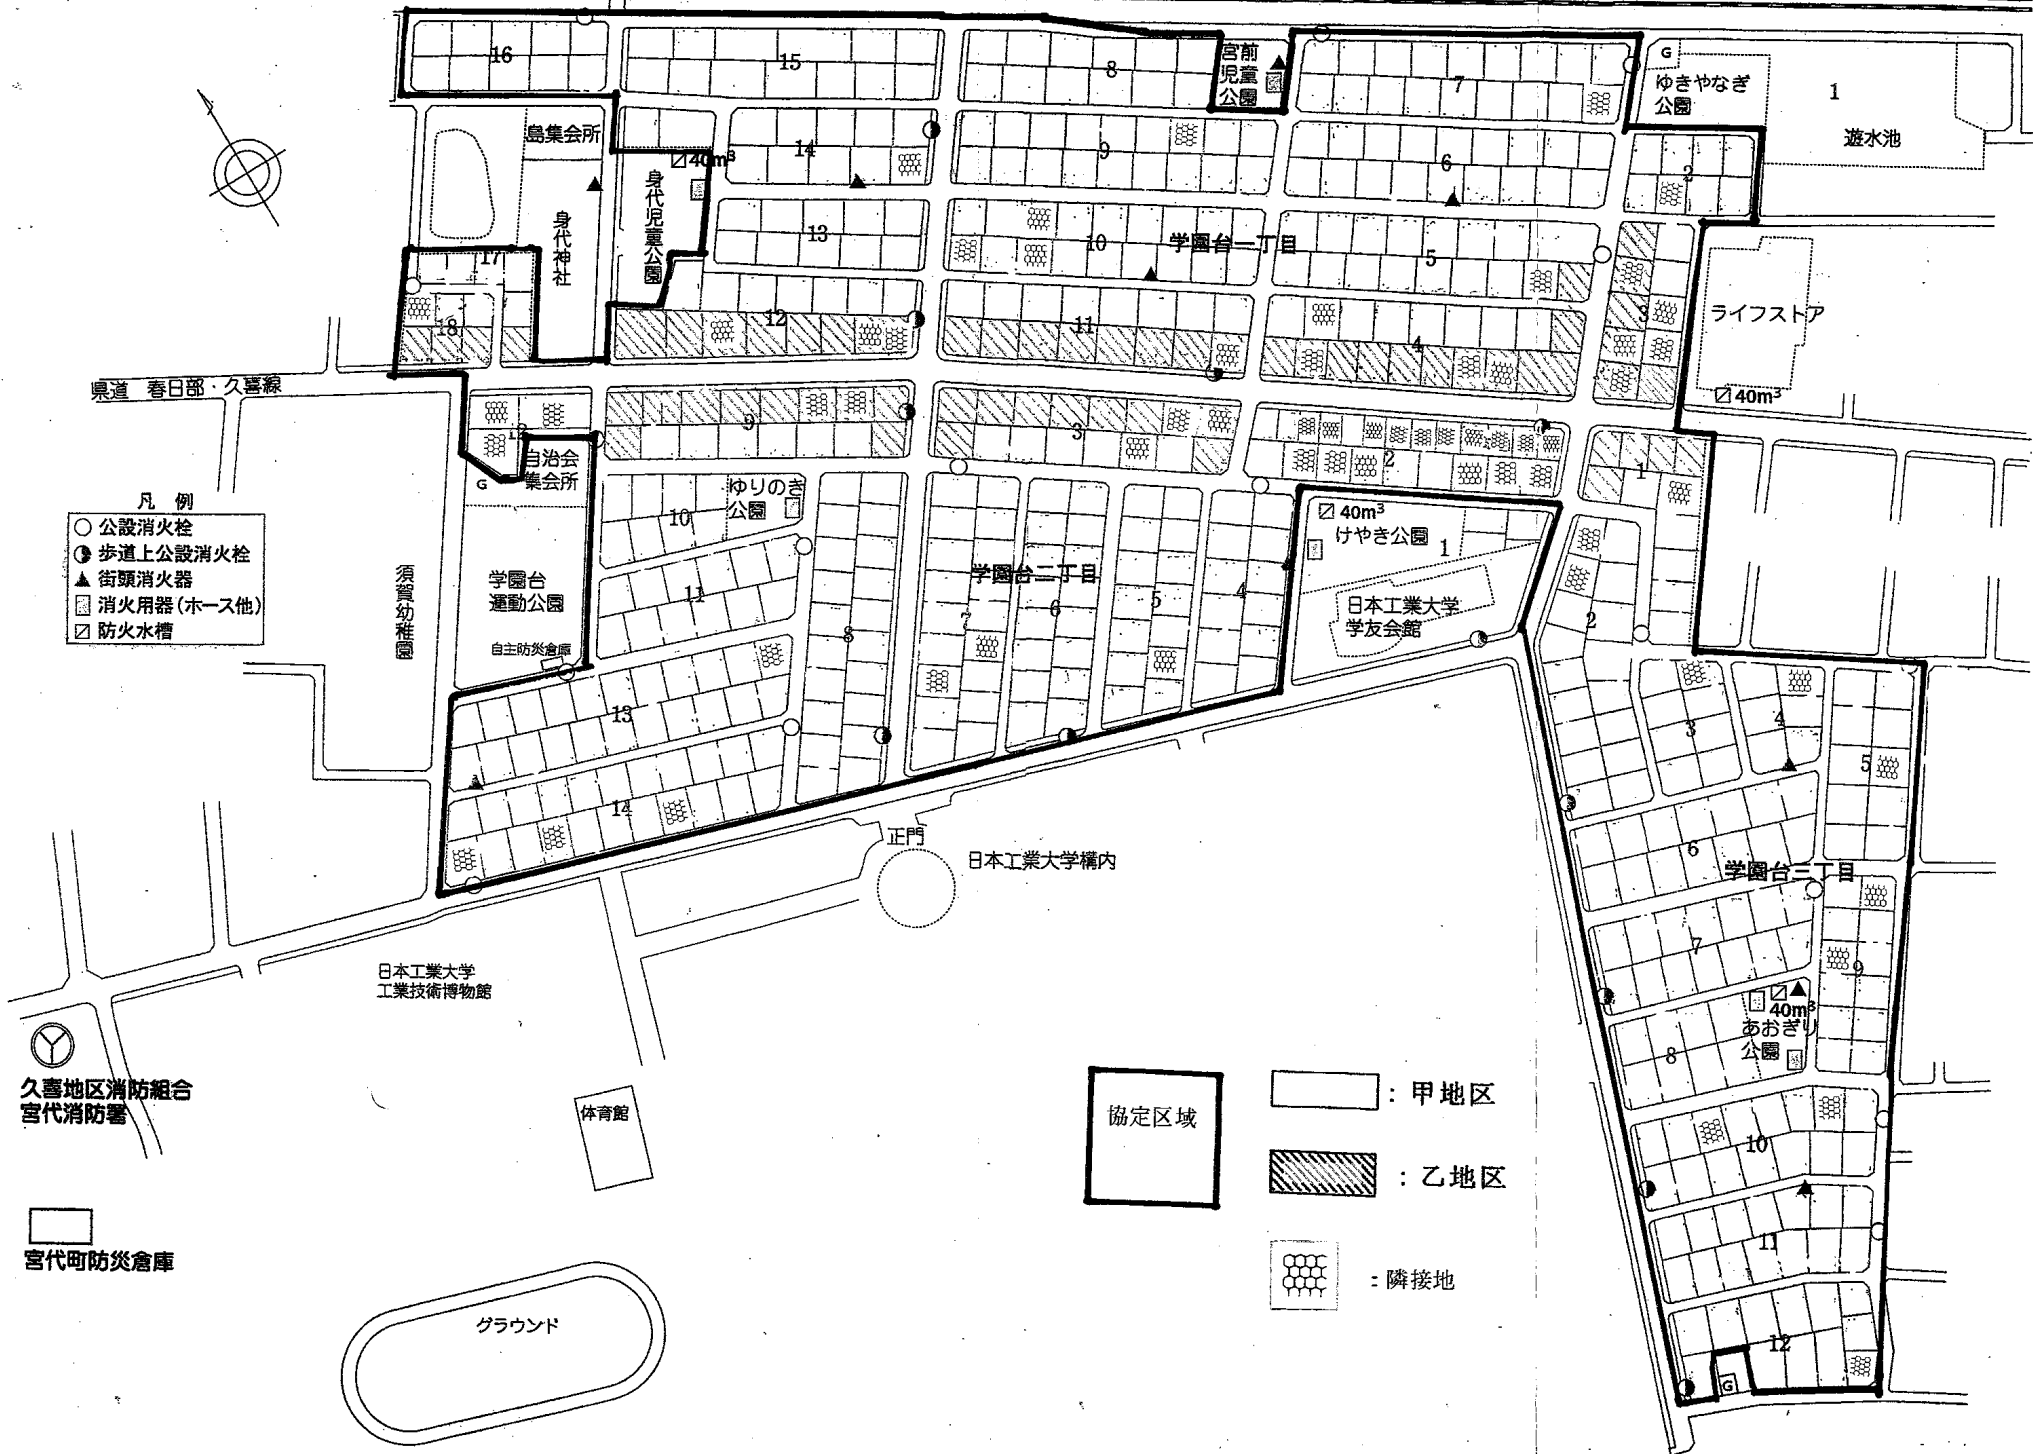 16
15
8
宮前
児童
公園
7
G
ゆきやなぎ
公園
1
遊水池
島集会所
40m³
14
9
6
2
身代児童公園
身代神社
13
10
学園台一丁目
5
17
18
12
11
4
3
ライフストア
40m³
県道 春日部・久喜線
12
自治会
集会所
G
9
3
2
1
ゆりのき
公園
10
40m³
けやき公園
1
凡 例
公設消火栓
歩道上公設消火栓
街頭消火器
消火用器(ホース他)
防火水槽
須賀幼稚園
学園台
運動公園
自主防災倉庫
11
8
7
学園台二丁目
6
5
4
日本工業大学
学友会館
2
13
14
3
4
5
正門
日本工業大学構内
6
学園台三丁目
7
9
日本工業大学
工業技術博物館
40m³
あおぎり
公園
8
久喜地区消防組合
宮代消防署
体育館
協定区域
：甲地区
：乙地区
：隣接地
10
11
12
G
宮代町防災倉庫
グラウンド